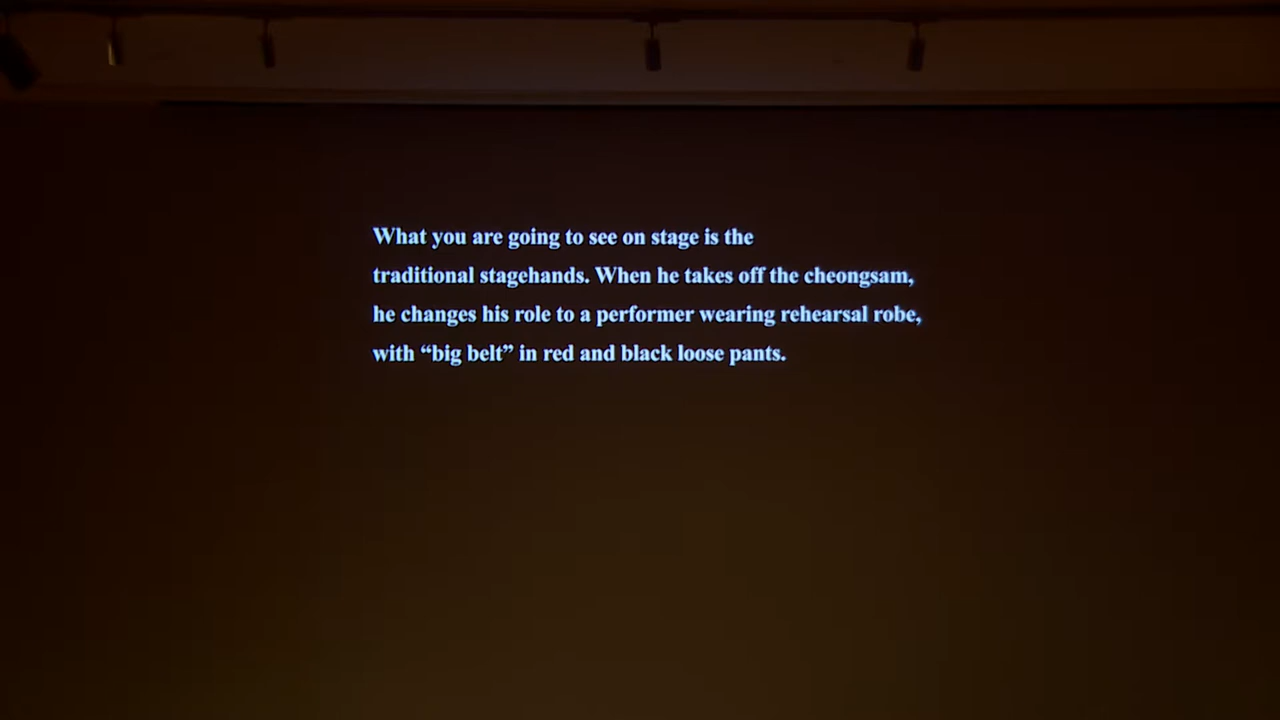 What you are going to see on stage is the
traditional stagehands. When he takes off the cheongsam,
he changes his role to a performer wearing rehearsal robe,
with “big belt” in red and black loose pants.